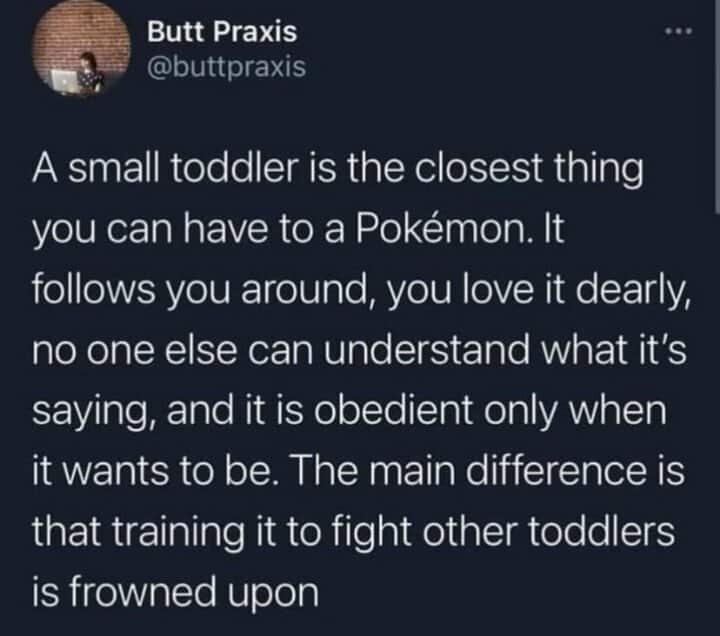 Butt Praxis
@buttpraxis
A small toddler is the closest thing
you can have to a Pokémon. It
follows you around, you love it dearly,
no one else can understand what it's
saying, and it is obedient only when
it wants to be. The main difference is
that training it to fight other toddlers
is frowned upon